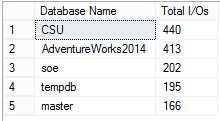 Database Name Total I/Os
1 CSU 440
2 AdventureWorks2014 413
3 soe 202
4 tempdb 195
5 master 166